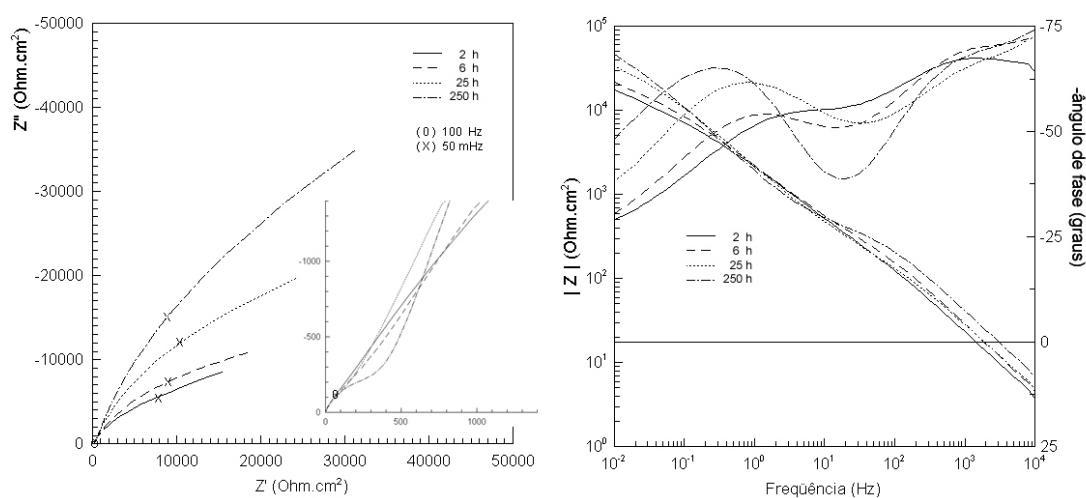 -50000
-40000
-30000
-20000
-10000
0
Z'' (Ohm.cm²)
2 h
6 h
25 h
250 h
(0) 100 Hz
(X) 50 mHz
-1000
-500
0
0 500 1000
0 10000 20000 30000 40000 50000
Z' (Ohm.cm²)
10⁵
10⁴
10³
10²
10¹
10⁰
| Z | (Ohm.cm²)
2 h
6 h
25 h
250 h
-75
-50
-25
0
25
-ângulo de fase (graus)
10⁻² 10⁻¹ 10⁰ 10¹ 10² 10³ 10⁴
Freqüência (Hz)